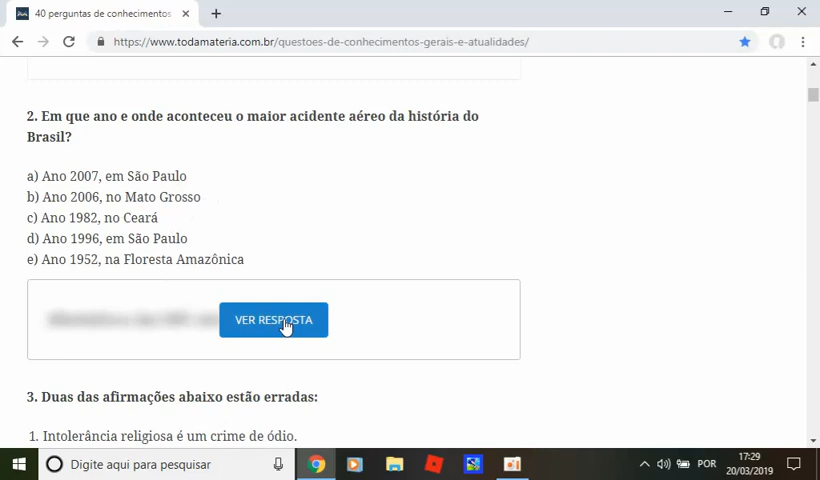 40 perguntas de conhecimentos
https://www.todamateria.com.br/questoes-de-conhecimentos-gerais-e-atualidades/
2. Em que ano e onde aconteceu o maior acidente aéreo da história do
Brasil?
a) Ano 2007, em São Paulo
b) Ano 2006, no Mato Grosso
c) Ano 1982, no Ceará
d) Ano 1996, em São Paulo
e) Ano 1952, na Floresta Amazônica
VER RESPOSTA
3. Duas das afirmações abaixo estão erradas:
1. Intolerância religiosa é um crime de ódio.
Digite aqui para pesquisar
POR
17:29
20/03/2019